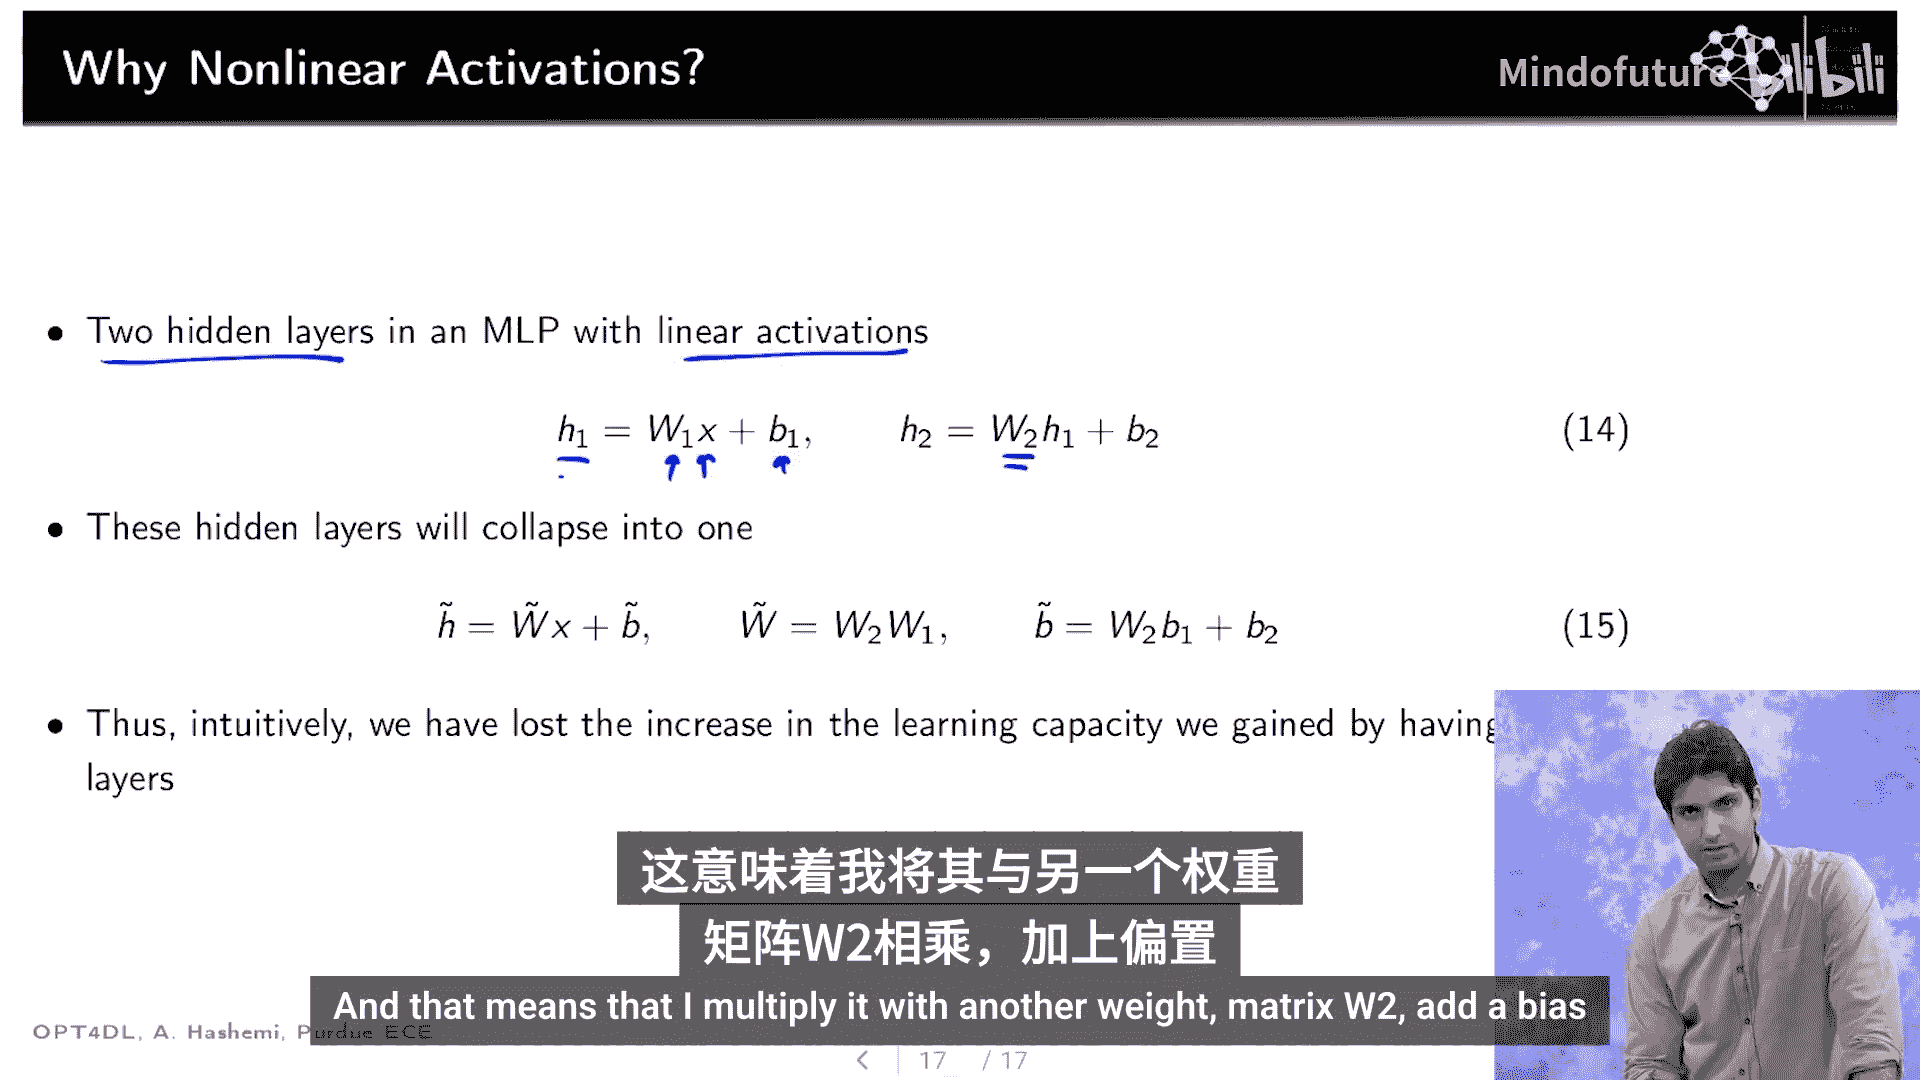 Why Nonlinear Activations?
Mindofuture
bilibili
• Two hidden layers in an MLP with linear activations
h₁ = W₁x + b₁, h₂ = W₂h₁ + b₂ (14)
• These hidden layers will collapse into one
h̃ = W̃x + b̃, W̃ = W₂W₁, b̃ = W₂b₁ + b₂ (15)
• Thus, intuitively, we have lost the increase in the learning capacity we gained by having
layers
这意味着我将其与另一个权重
矩阵W2相乘，加上偏置
And that means that I multiply it with another weight, matrix W2, add a bias
OPT4DL, A. Hashemi, Purdue ECE
17 / 17